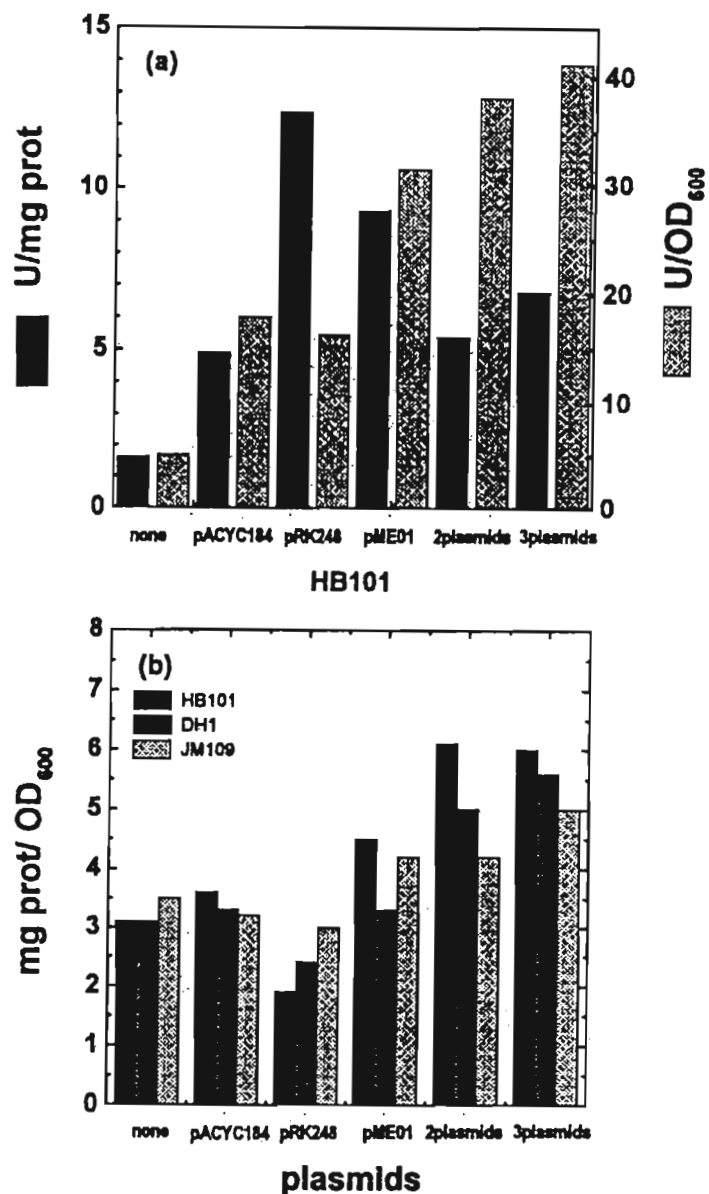 15
(a)
40
10
30
20
5
10
0
0
U/mg prot
U/OD600
none pACYC184 pRK248 pME01 2plasmids 3plasmids
HB101
8
(b)
7
HB101
DH1
JM109
6
5
4
3
2
1
0
mg prot/ OD600
none pACYC184 pRK248 pME01 2plasmids 3plasmids
plasmids